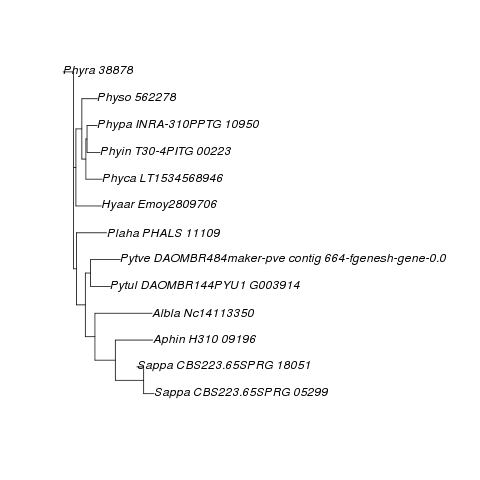 Phyra 38878
Physo 562278
Phypa INRA-310PPTG 10950
Phyin T30-4PITG 00223
Phyca LT1534568946
Hyaar Emoy2809706
Plaha PHALS 11109
Pytve DAOMBR484maker-pve contig 664-fgenesh-gene-0.0
Pytul DAOMBR144PYU1 G003914
Albla Nc14113350
Aphin H310 09196
Sappa CBS223.65SPRG 18051
Sappa CBS223.65SPRG 05299